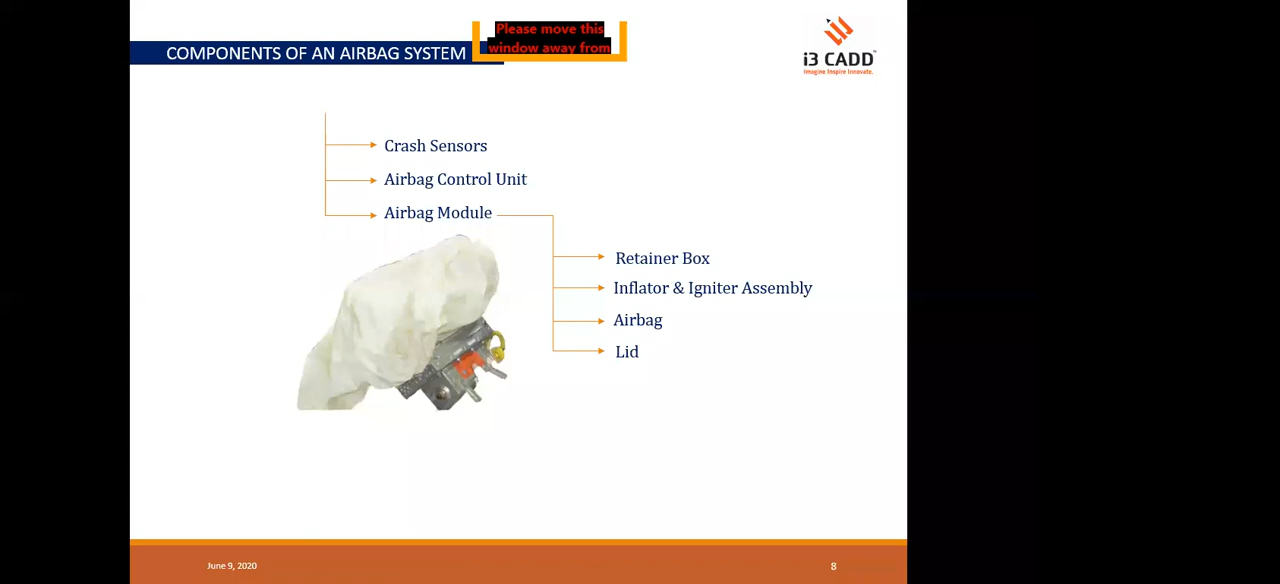 Please move this
window away from
COMPONENTS OF AN AIRBAG SYSTEM
i3 CADD™
Imagine Inspire Innovate.
Crash Sensors
Airbag Control Unit
Airbag Module
Retainer Box
Inflator & Igniter Assembly
Airbag
Lid
June 9, 2020
8